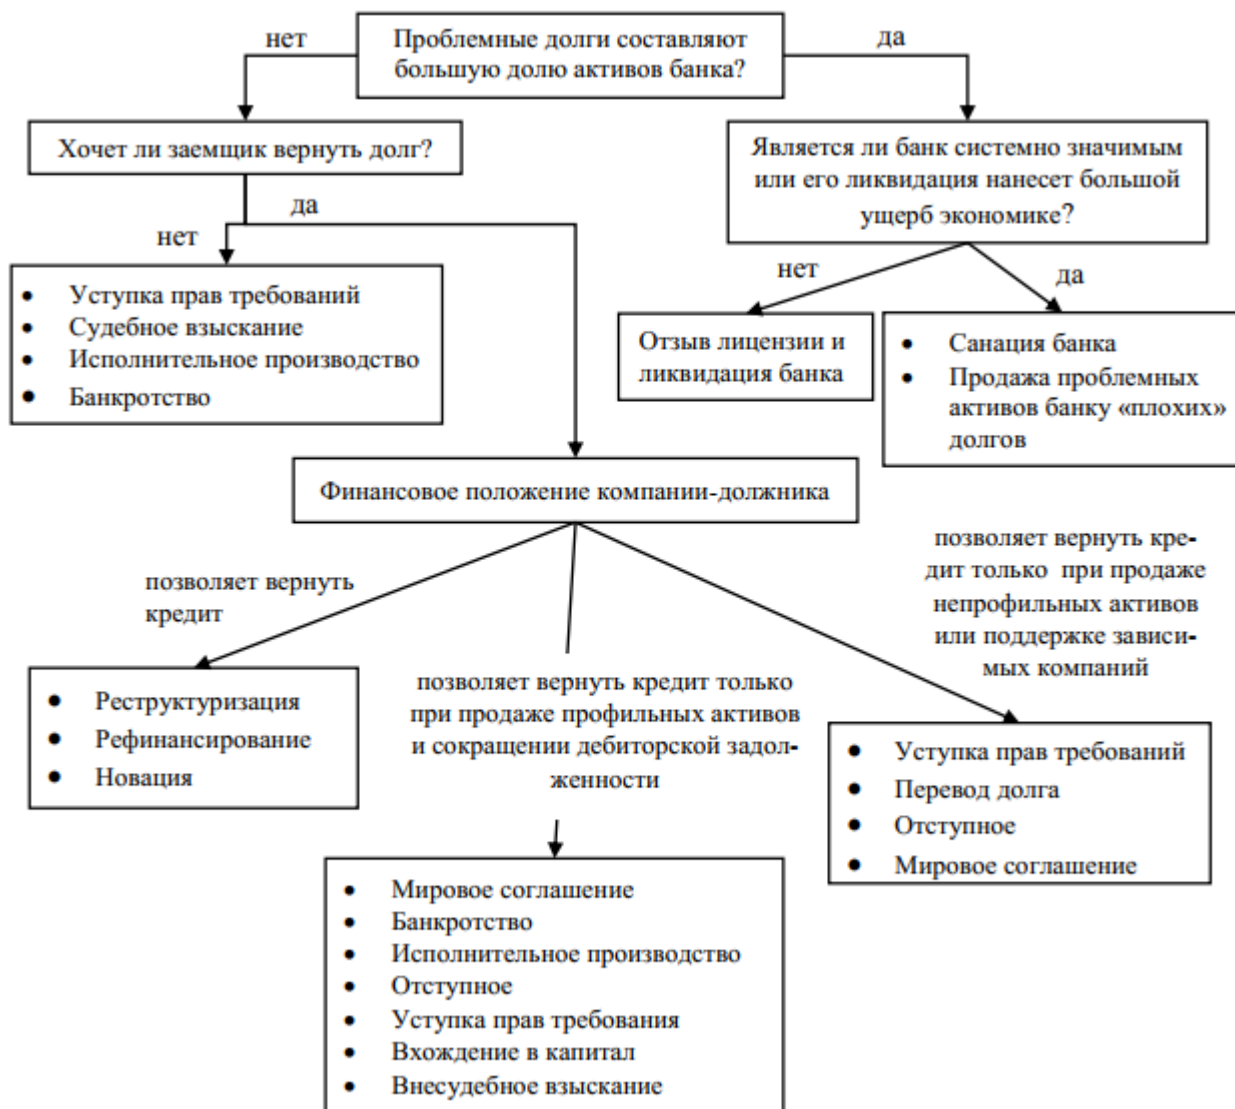 нет
Проблемные долги составляют
большую долю активов банка?
да
Хочет ли заемщик вернуть долг?
Является ли банк системно значимым
или его ликвидация нанесет большой
ущерб экономике?
да
нет
нет
да
• Уступка прав требований
• Судебное взыскание
• Исполнительное производство
• Банкротство
Отзыв лицензии и
ликвидация банка
• Санация банка
• Продажа проблемных
активов банку «плохих»
долгов
Финансовое положение компании-должника
позволяет вернуть
кредит
позволяет вернуть кредит только
при продаже профильных активов
и сокращении дебиторской задол-
женности
позволяет вернуть кре-
дит только при продаже
непрофильных активов
или поддержке зависи-
мых компаний
• Реструктуризация
• Рефинансирование
• Новация
• Уступка прав требований
• Перевод долга
• Отступное
• Мировое соглашение
• Мировое соглашение
• Банкротство
• Исполнительное производство
• Отступное
• Уступка прав требования
• Вхождение в капитал
• Внесудебное взыскание